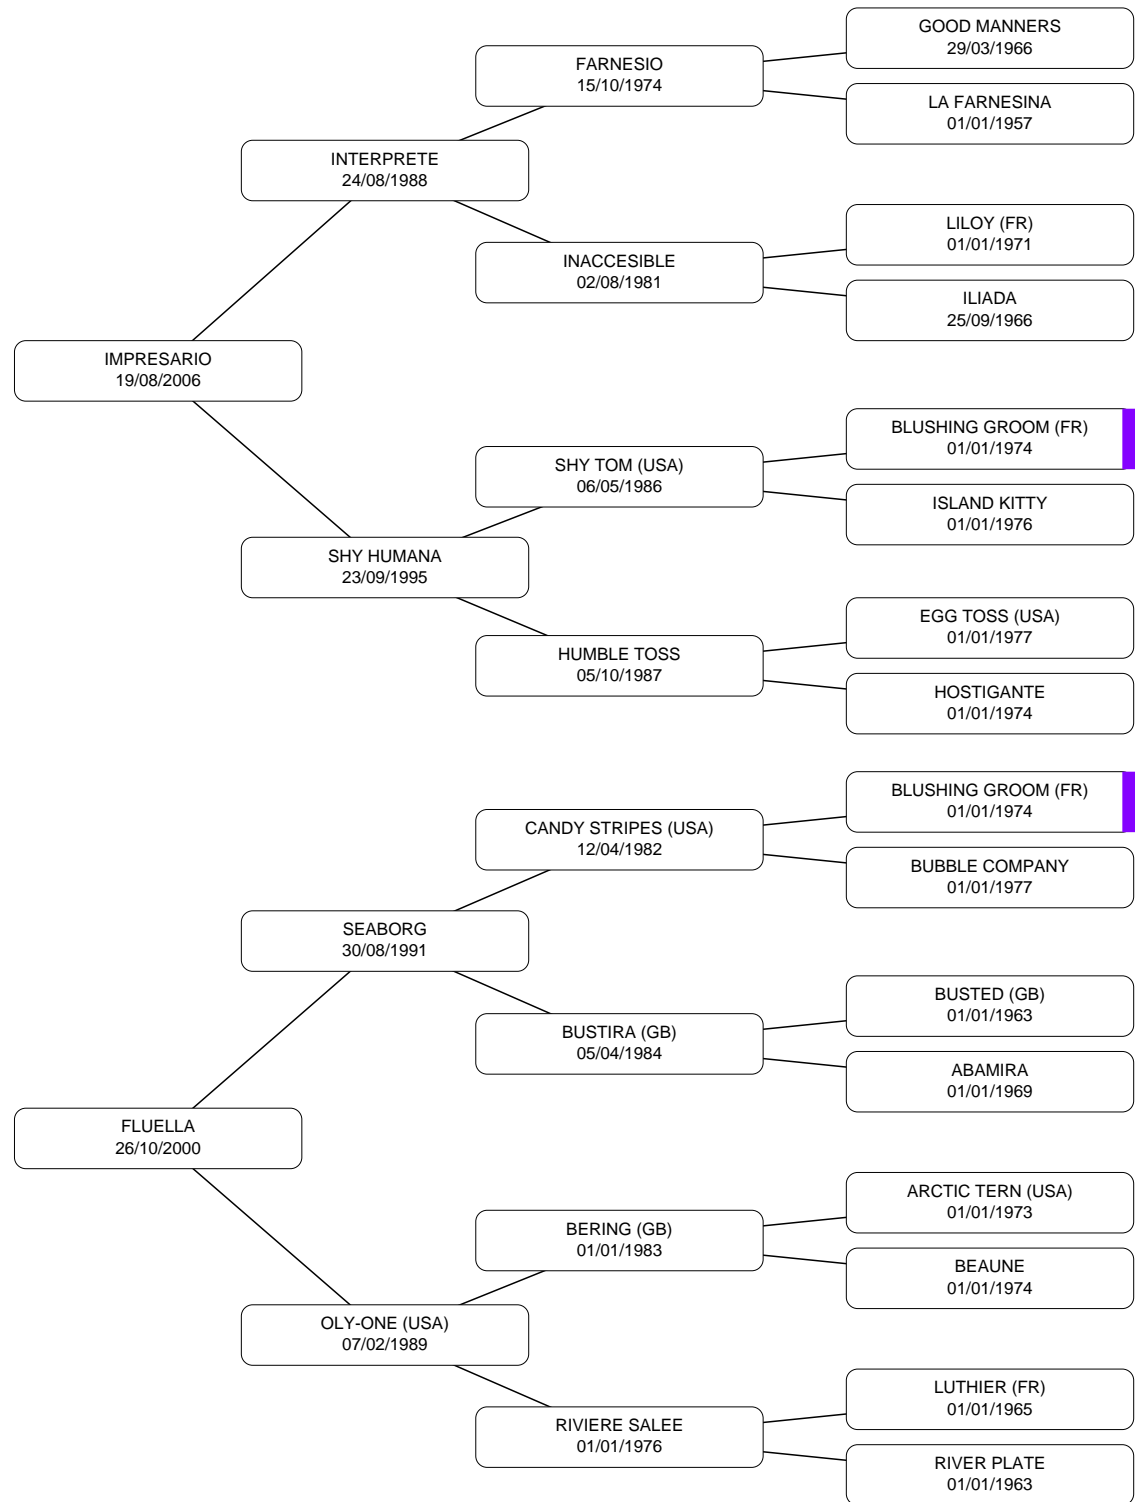 GOOD MANNERS
29/03/1966
FARNESIO
15/10/1974
LA FARNESINA
01/01/1957
INTERPRETE
24/08/1988
LILOY (FR)
01/01/1971
INACCESIBLE
02/08/1981
ILIADA
25/09/1966
IMPRESARIO
19/08/2006
BLUSHING GROOM (FR)
01/01/1974
SHY TOM (USA)
06/05/1986
ISLAND KITTY
01/01/1976
SHY HUMANA
23/09/1995
EGG TOSS (USA)
01/01/1977
HUMBLE TOSS
05/10/1987
HOSTIGANTE
01/01/1974
BLUSHING GROOM (FR)
01/01/1974
CANDY STRIPES (USA)
12/04/1982
BUBBLE COMPANY
01/01/1977
SEABORG
30/08/1991
BUSTED (GB)
01/01/1963
BUSTIRA (GB)
05/04/1984
ABAMIRA
01/01/1969
FLUELLA
26/10/2000
ARCTIC TERN (USA)
01/01/1973
BERING (GB)
01/01/1983
BEAUNE
01/01/1974
OLY-ONE (USA)
07/02/1989
LUTHIER (FR)
01/01/1965
RIVIERE SALEE
01/01/1976
RIVER PLATE
01/01/1963